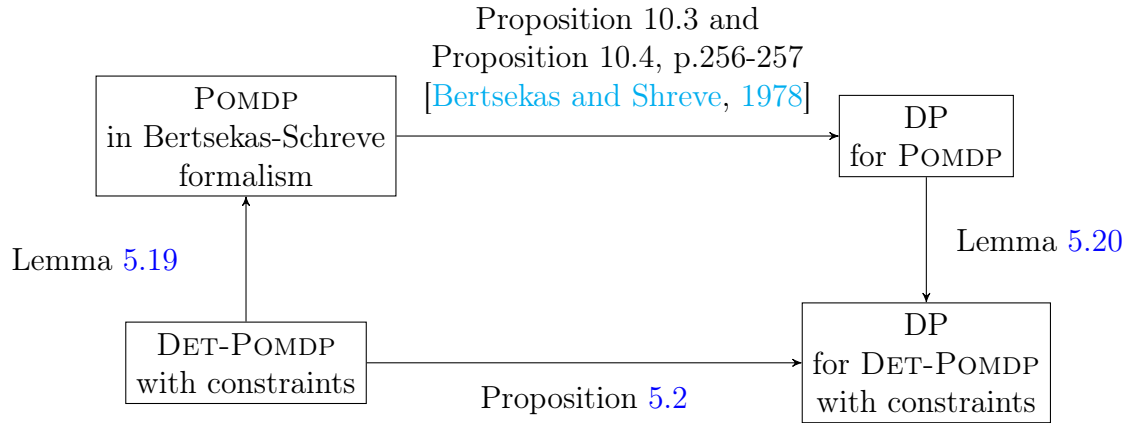 Proposition 10.3 and
Proposition 10.4, p.256-257
[Bertsekas and Shreve, 1978]
POMDP
in Bertsekas-Schreve
formalism
DP
for POMDP
Lemma 5.19
Lemma 5.20
DET-POMDP
with constraints
Proposition 5.2
DP
for DET-POMDP
with constraints